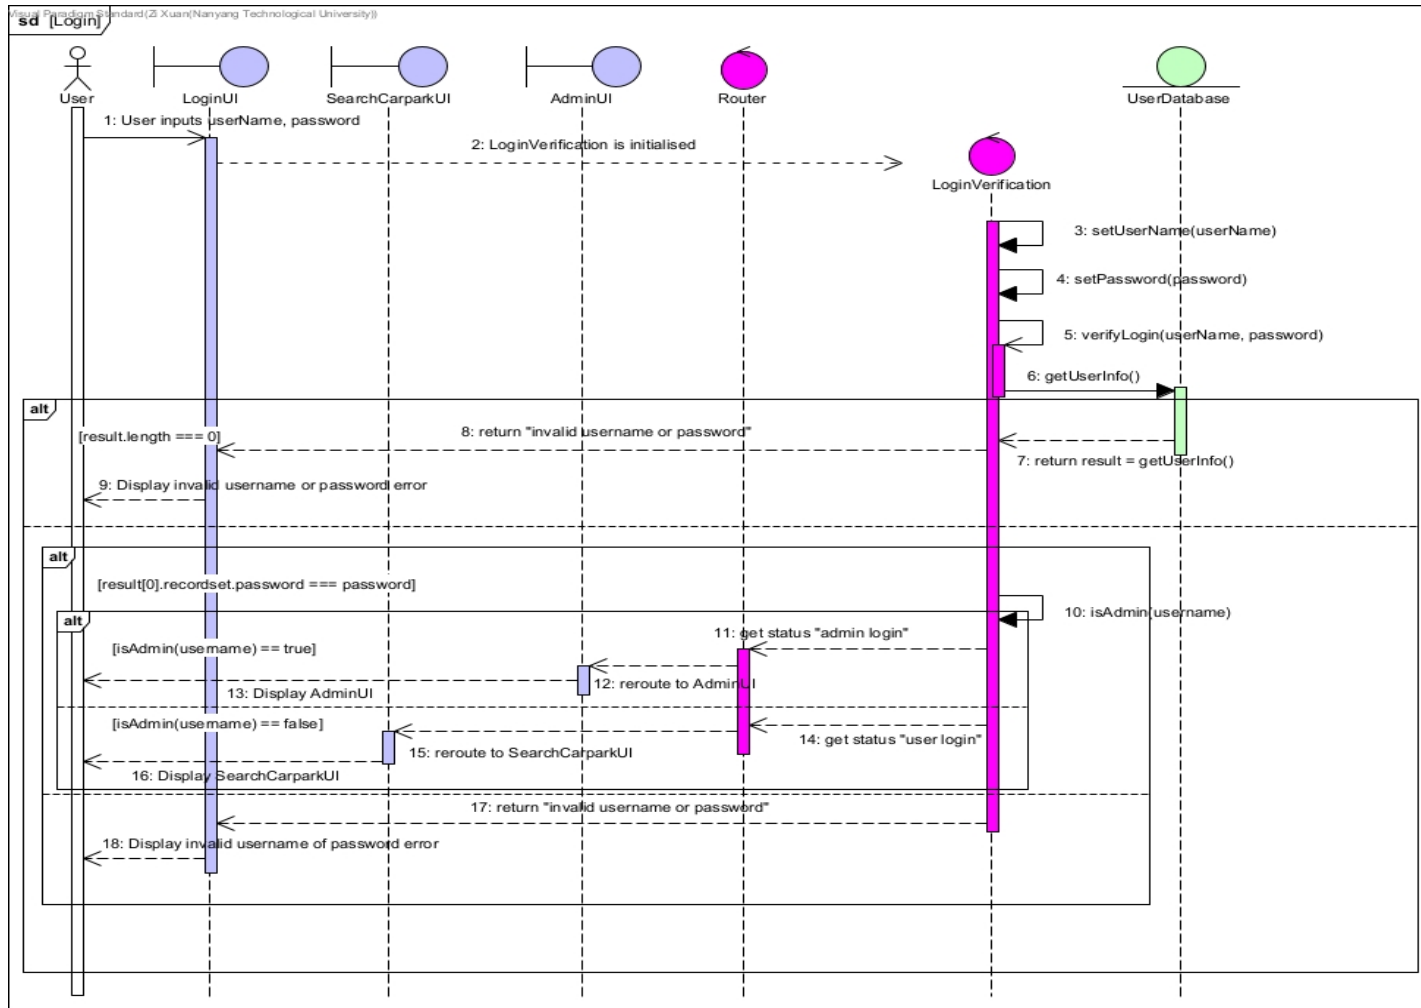 Visual Paradigm Standard(Zi Xuan(Nanyang Technological University))
sd [Login]
User
LoginUI
SearchCarparkUI
AdminUI
Router
UserDatabase
1: User inputs userName, password
2: LoginVerification is initialised
LoginVerification
3: setUserName(userName)
4: setPassword(password)
5: verifyLogin(userName, password)
6: getUserInfo()
alt
[result.length === 0]
8: return "invalid username or password"
7: return result = getUserInfo()
9: Display invalid username or password error
alt
[result[0].recordset.password === password]
10: isAdmin(username)
alt
11: get status "admin login"
[isAdmin(username) == true]
12: reroute to AdminUI
13: Display AdminUI
[isAdmin(username) == false]
14: get status "user login"
15: reroute to SearchCarparkUI
16: Display SearchCarparkUI
17: return "invalid username or password"
18: Display invalid username of password error